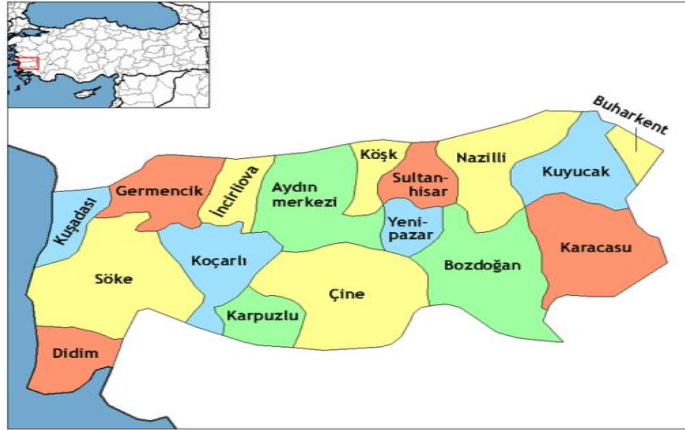 Buharkent
Köşk
Nazilli
Germencik
İncirliova
Aydın
merkezi
Sultan-
hisar
Kuyucak
Kuşadası
Yeni-
pazar
Karacasu
Koçarlı
Bozdoğan
Söke
Çine
Karpuzlu
Didim